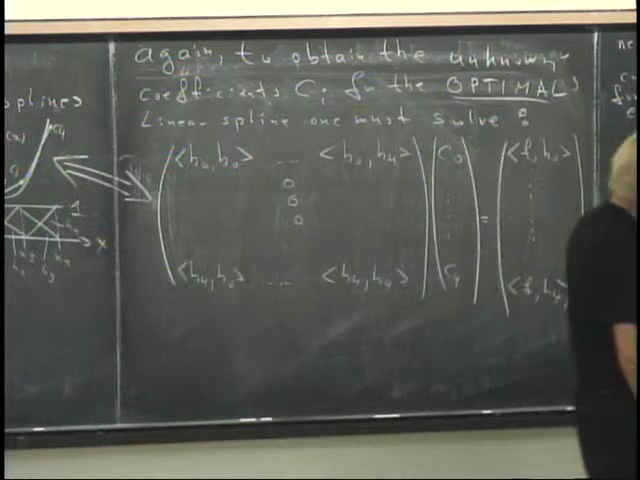 again, to obtain the unknown
splines
coefficients Ci for the OPTIMAL
Linear spline one must solve :
<h0,h0> ... <h0,h4> C0 <f,h0>
=
<h4,h0> ... <h4,h4> C4 <f,h4>
1
x